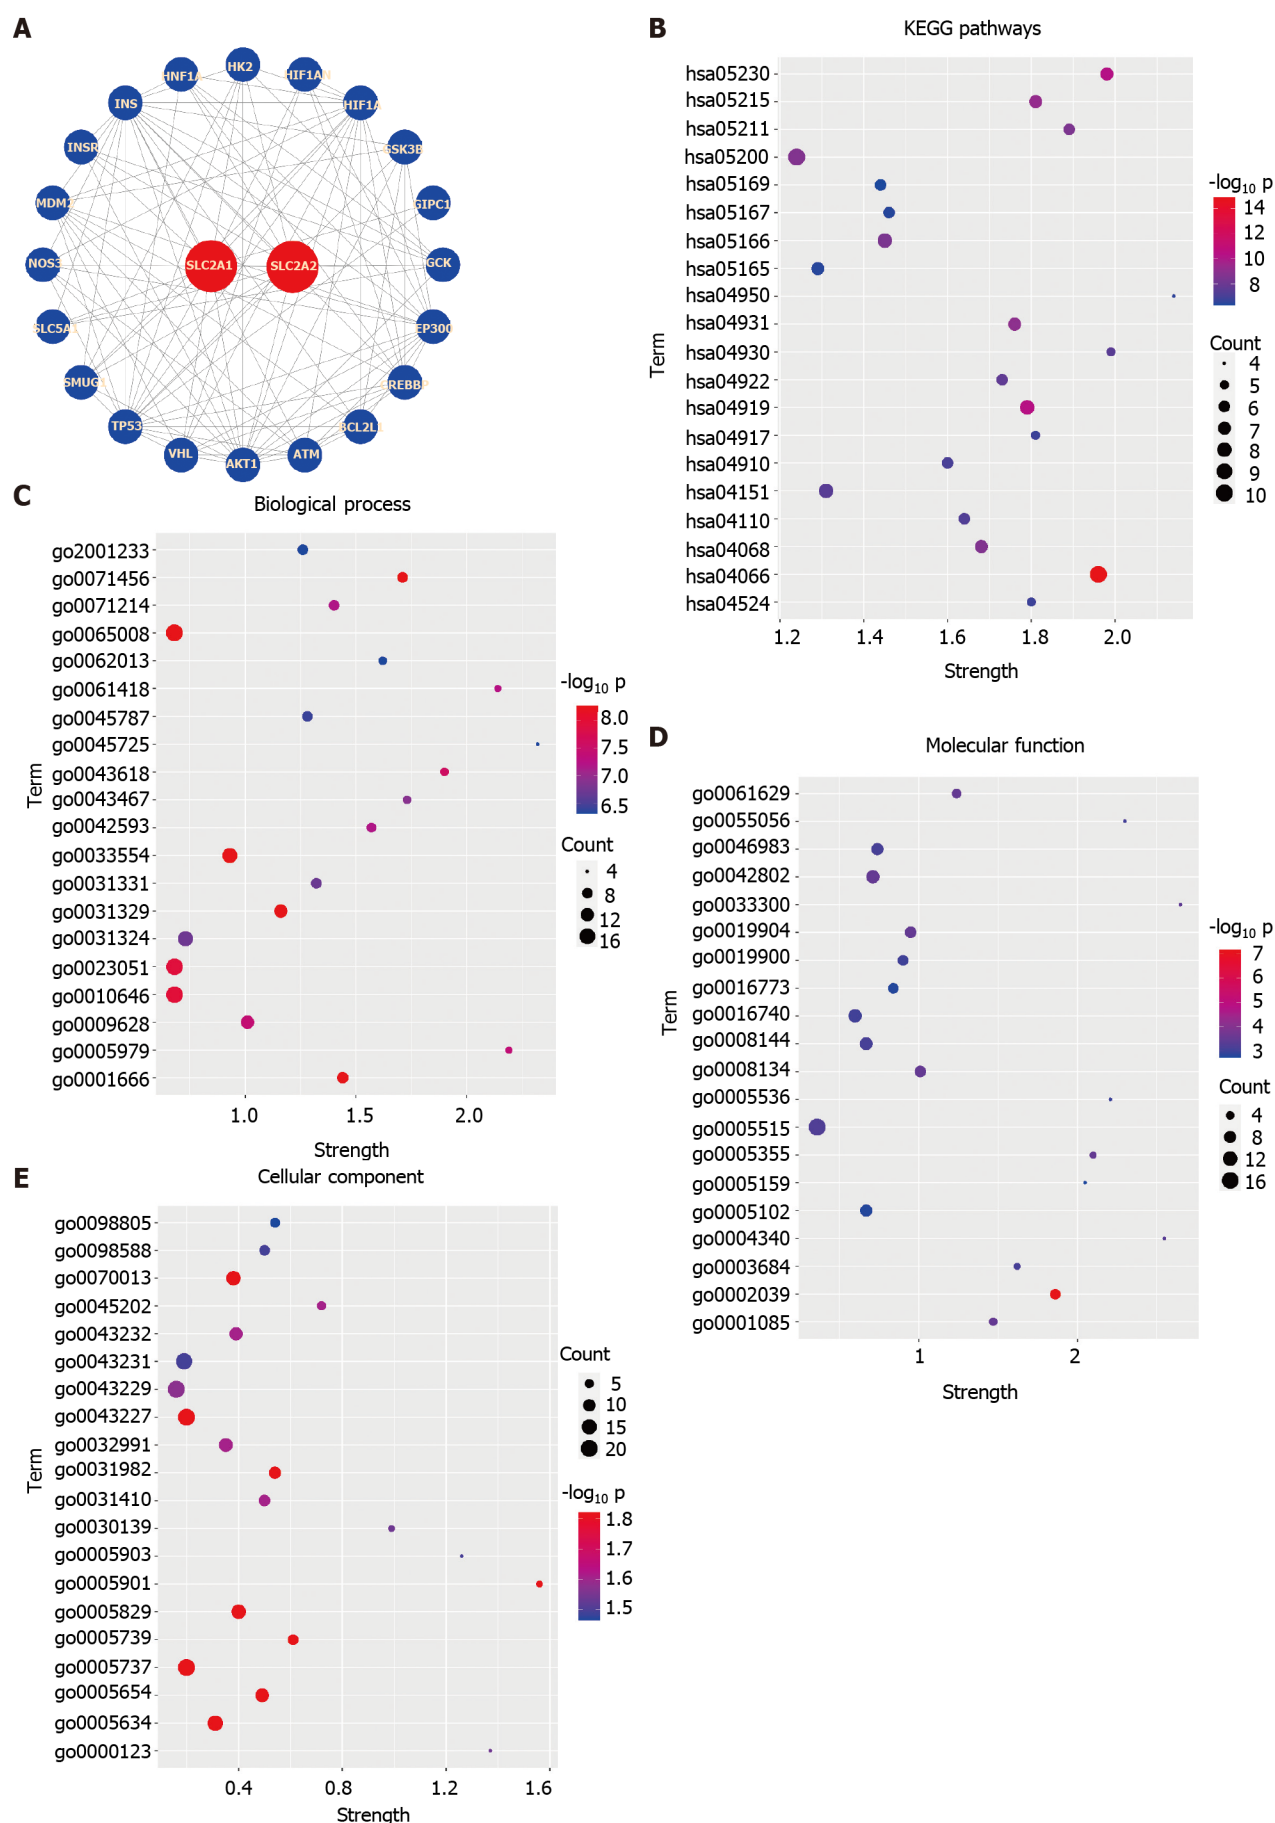 A
HNF1A
HK2
HIF1AN
INS
HIF1A
INSR
GSK3B
MDM2
GIPC1
NOS3
SLC2A1
SLC2A2
GCK
SLC5A1
EP300
SMUG1
CREBBP
TP53
BCL2L1
VHL
AKT1
ATM
B
KEGG pathways
Term
hsa05230
hsa05215
hsa05211
hsa05200
hsa05169
hsa05167
hsa05166
hsa05165
hsa04950
hsa04931
hsa04930
hsa04922
hsa04919
hsa04917
hsa04910
hsa04151
hsa04110
hsa04068
hsa04066
hsa04524
1.2 1.4 1.6 1.8 2.0
Strength
-log10 p
14
12
10
8
Count
4
5
6
7
8
9
10
C
Biological process
Term
go2001233
go0071456
go0071214
go0065008
go0062013
go0061418
go0045787
go0045725
go0043618
go0043467
go0042593
go0033554
go0031331
go0031329
go0031324
go0023051
go0010646
go0009628
go0005979
go0001666
1.0 1.5 2.0
Strength
-log10 p
8.0
7.5
7.0
6.5
Count
4
8
12
16
D
Molecular function
Term
go0061629
go0055056
go0046983
go0042802
go0033300
go0019904
go0019900
go0016773
go0016740
go0008144
go0008134
go0005536
go0005515
go0005355
go0005159
go0005102
go0004340
go0003684
go0002039
go0001085
1 2
Strength
-log10 p
7
6
5
4
3
Count
4
8
12
16
E
Cellular component
Term
go0098805
go0098588
go0070013
go0045202
go0043232
go0043231
go0043229
go0043227
go0032991
go0031982
go0031410
go0030139
go0005903
go0005901
go0005829
go0005739
go0005737
go0005654
go0005634
go0000123
0.4 0.8 1.2 1.6
Strength
Count
5
10
15
20
-log10 p
1.8
1.7
1.6
1.5